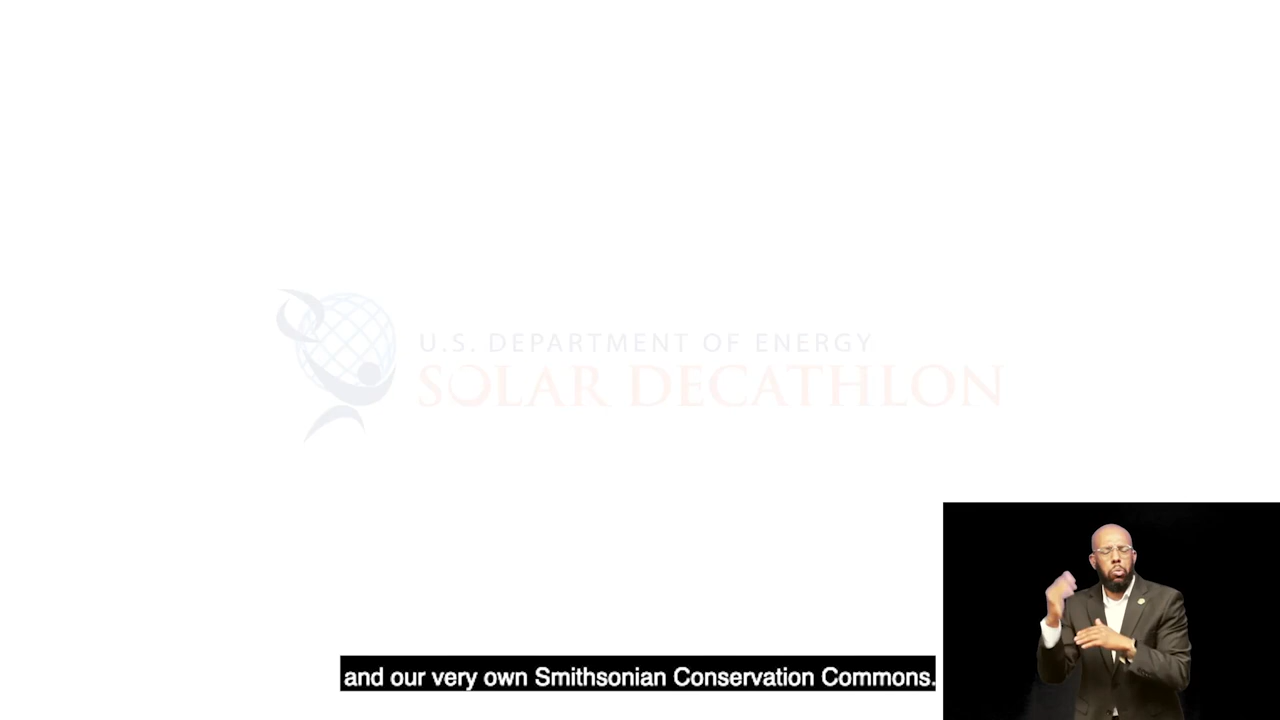 U.S. DEPARTMENT OF ENERGY
SOLAR DECATHLON
and our very own Smithsonian Conservation Commons.